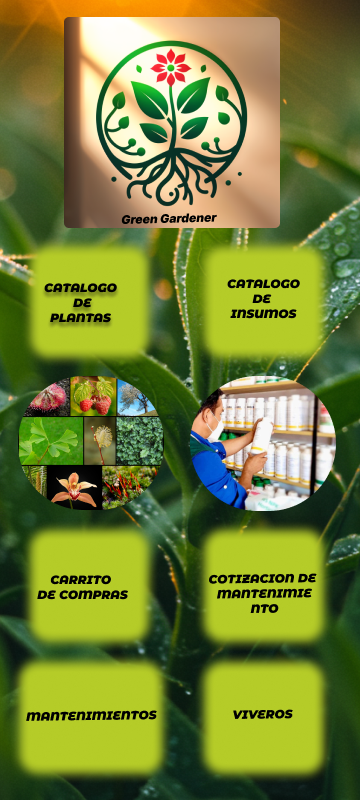 Green Gardener
CATALOGO
DE
PLANTAS
CATALOGO
DE
INSUMOS
CARRITO
DE COMPRAS
COTIZACION DE
MANTENIMIE
NTO
MANTENIMIENTOS
VIVEROS